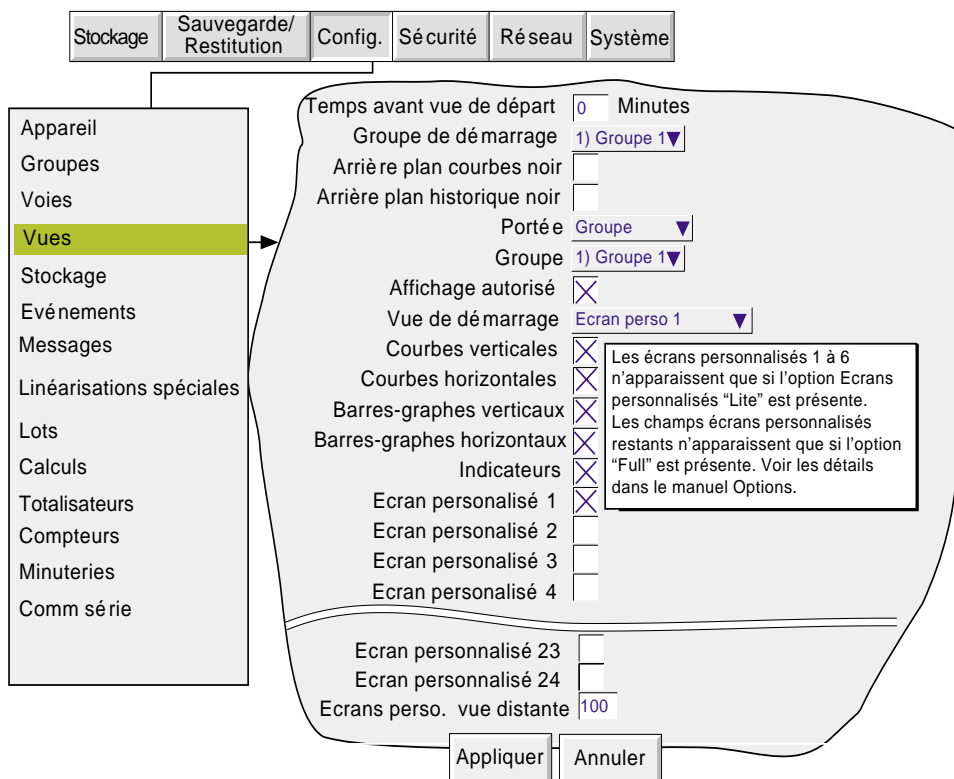 Stockage
Sauvegarde/
Restitution
Config.
Sécurité
Réseau
Système
Appareil
Groupes
Voies
Vues
Stockage
Evénements
Messages
Linéarisations spéciales
Lots
Calculs
Totalisateurs
Compteurs
Minuteries
Comm série
Temps avant vue de départ 0 Minutes
Groupe de démarrage 1) Groupe 1
Arrière plan courbes noir
Arrière plan historique noir
Portée Groupe
Groupe 1) Groupe 1
Affichage autorisé
Vue de démarrage Ecran perso 1
Courbes verticales
Courbes horizontales
Barres-graphes verticaux
Barres-graphes horizontaux
Indicateurs
Ecran personalisé 1
Ecran personalisé 2
Ecran personalisé 3
Ecran personalisé 4
Les écrans personnalisés 1 à 6
n’apparaissent que si l’option Ecrans
personnalisés “Lite” est présente.
Les champs écrans personnalisés
restants n’apparaissent que si l’option
“Full” est présente. Voir les détails
dans le manuel Options.
Ecran personnalisé 23
Ecran personnalisé 24
Ecrans perso. vue distante 100
Appliquer
Annuler